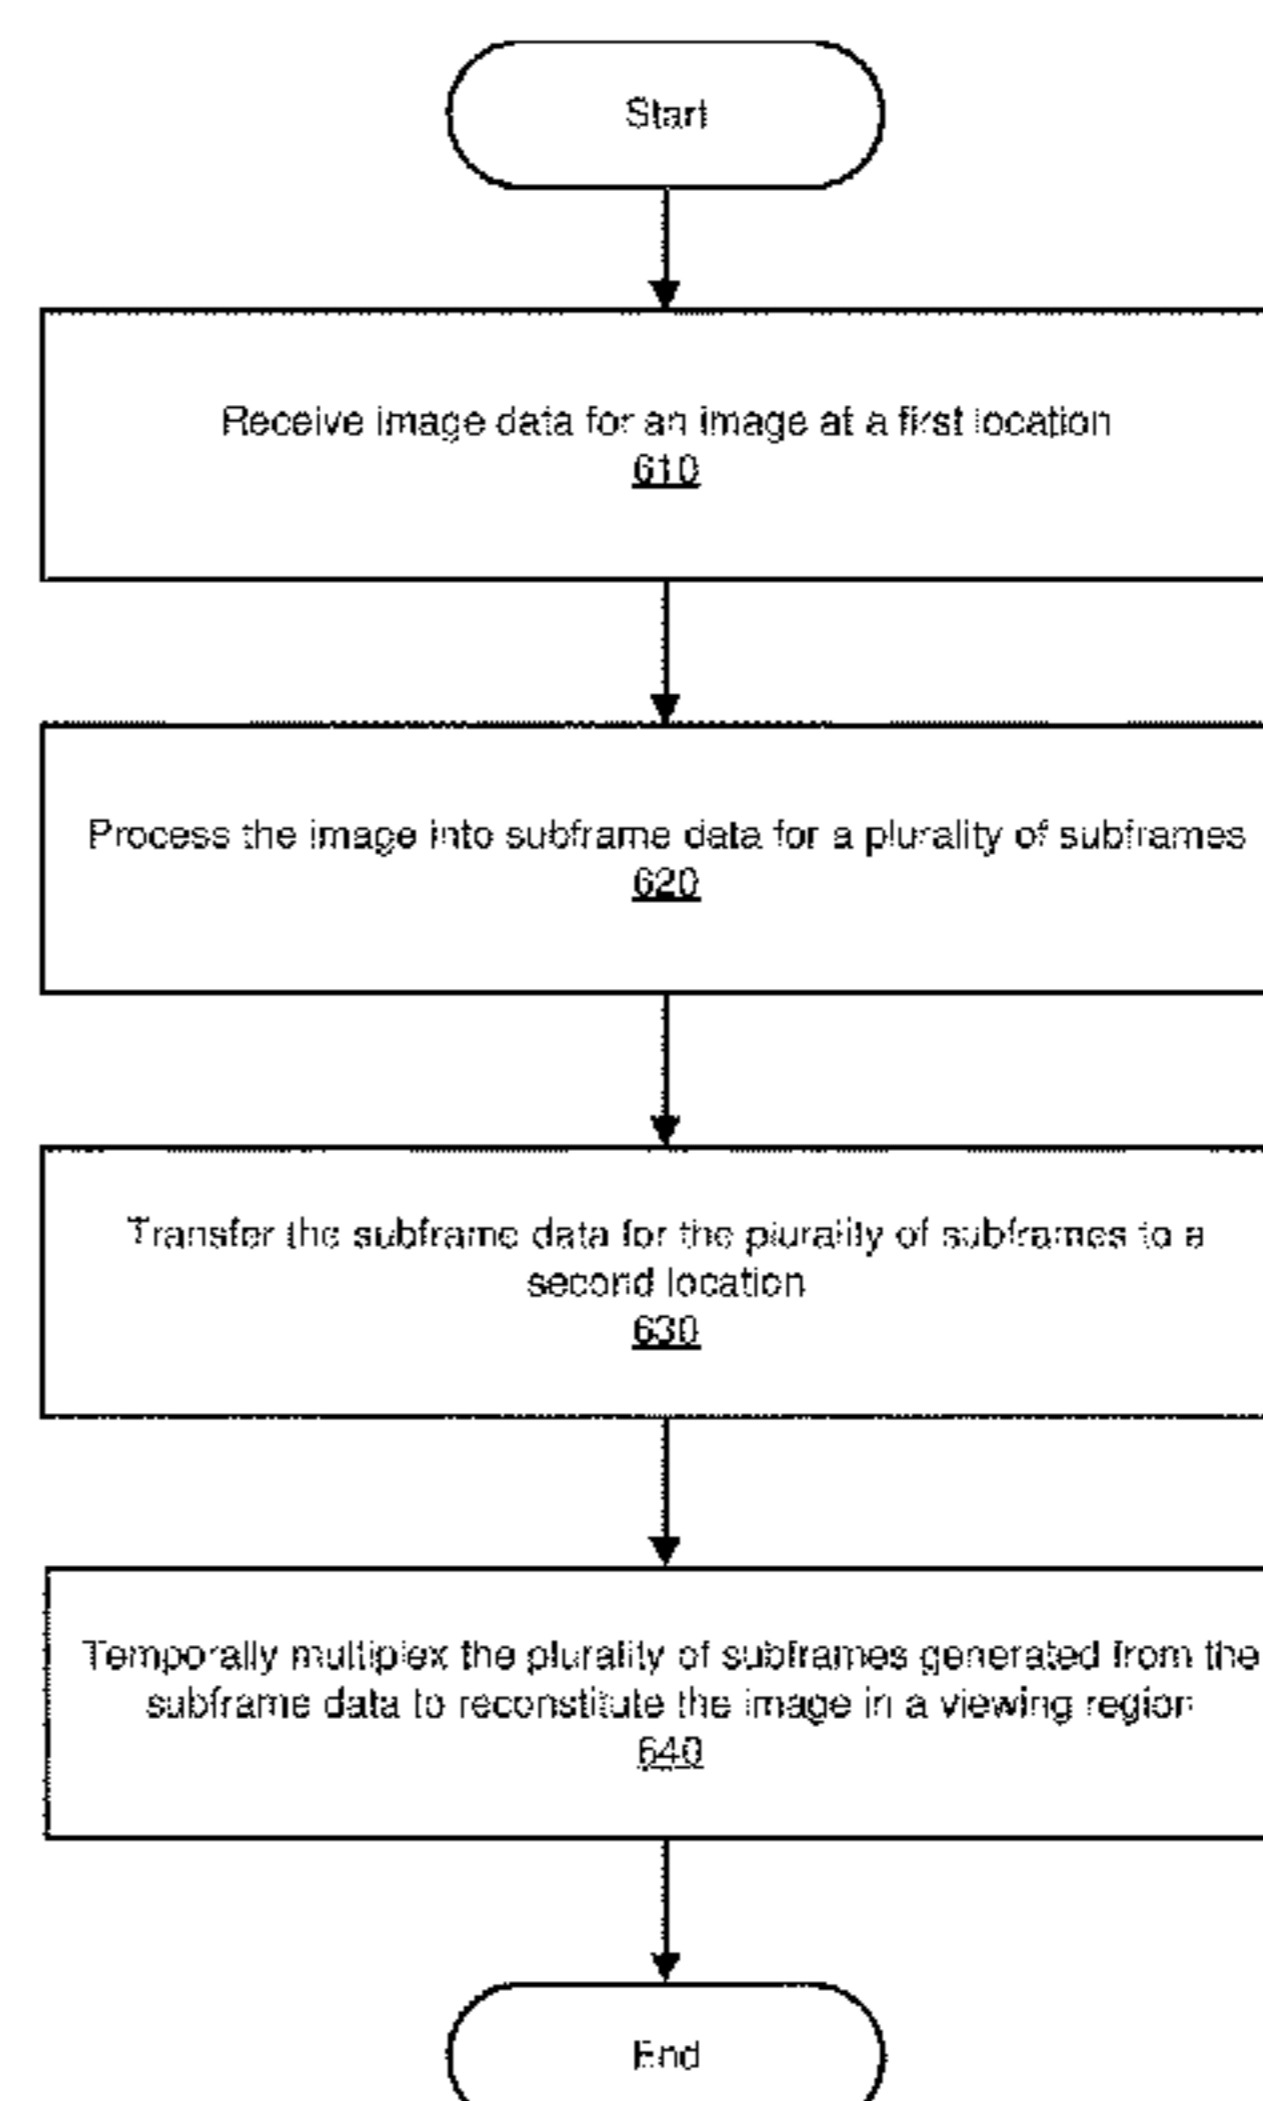 Start
Receive image data for an image at a first location
610
Process the image into subframe data for a plurality of subframes
620
Transfer the subframe data for the plurality of subframes to a
second location
630
Temporally multiplex the plurality of subframes generated from the
subframe data to reconstitute the image in a viewing region
640
End